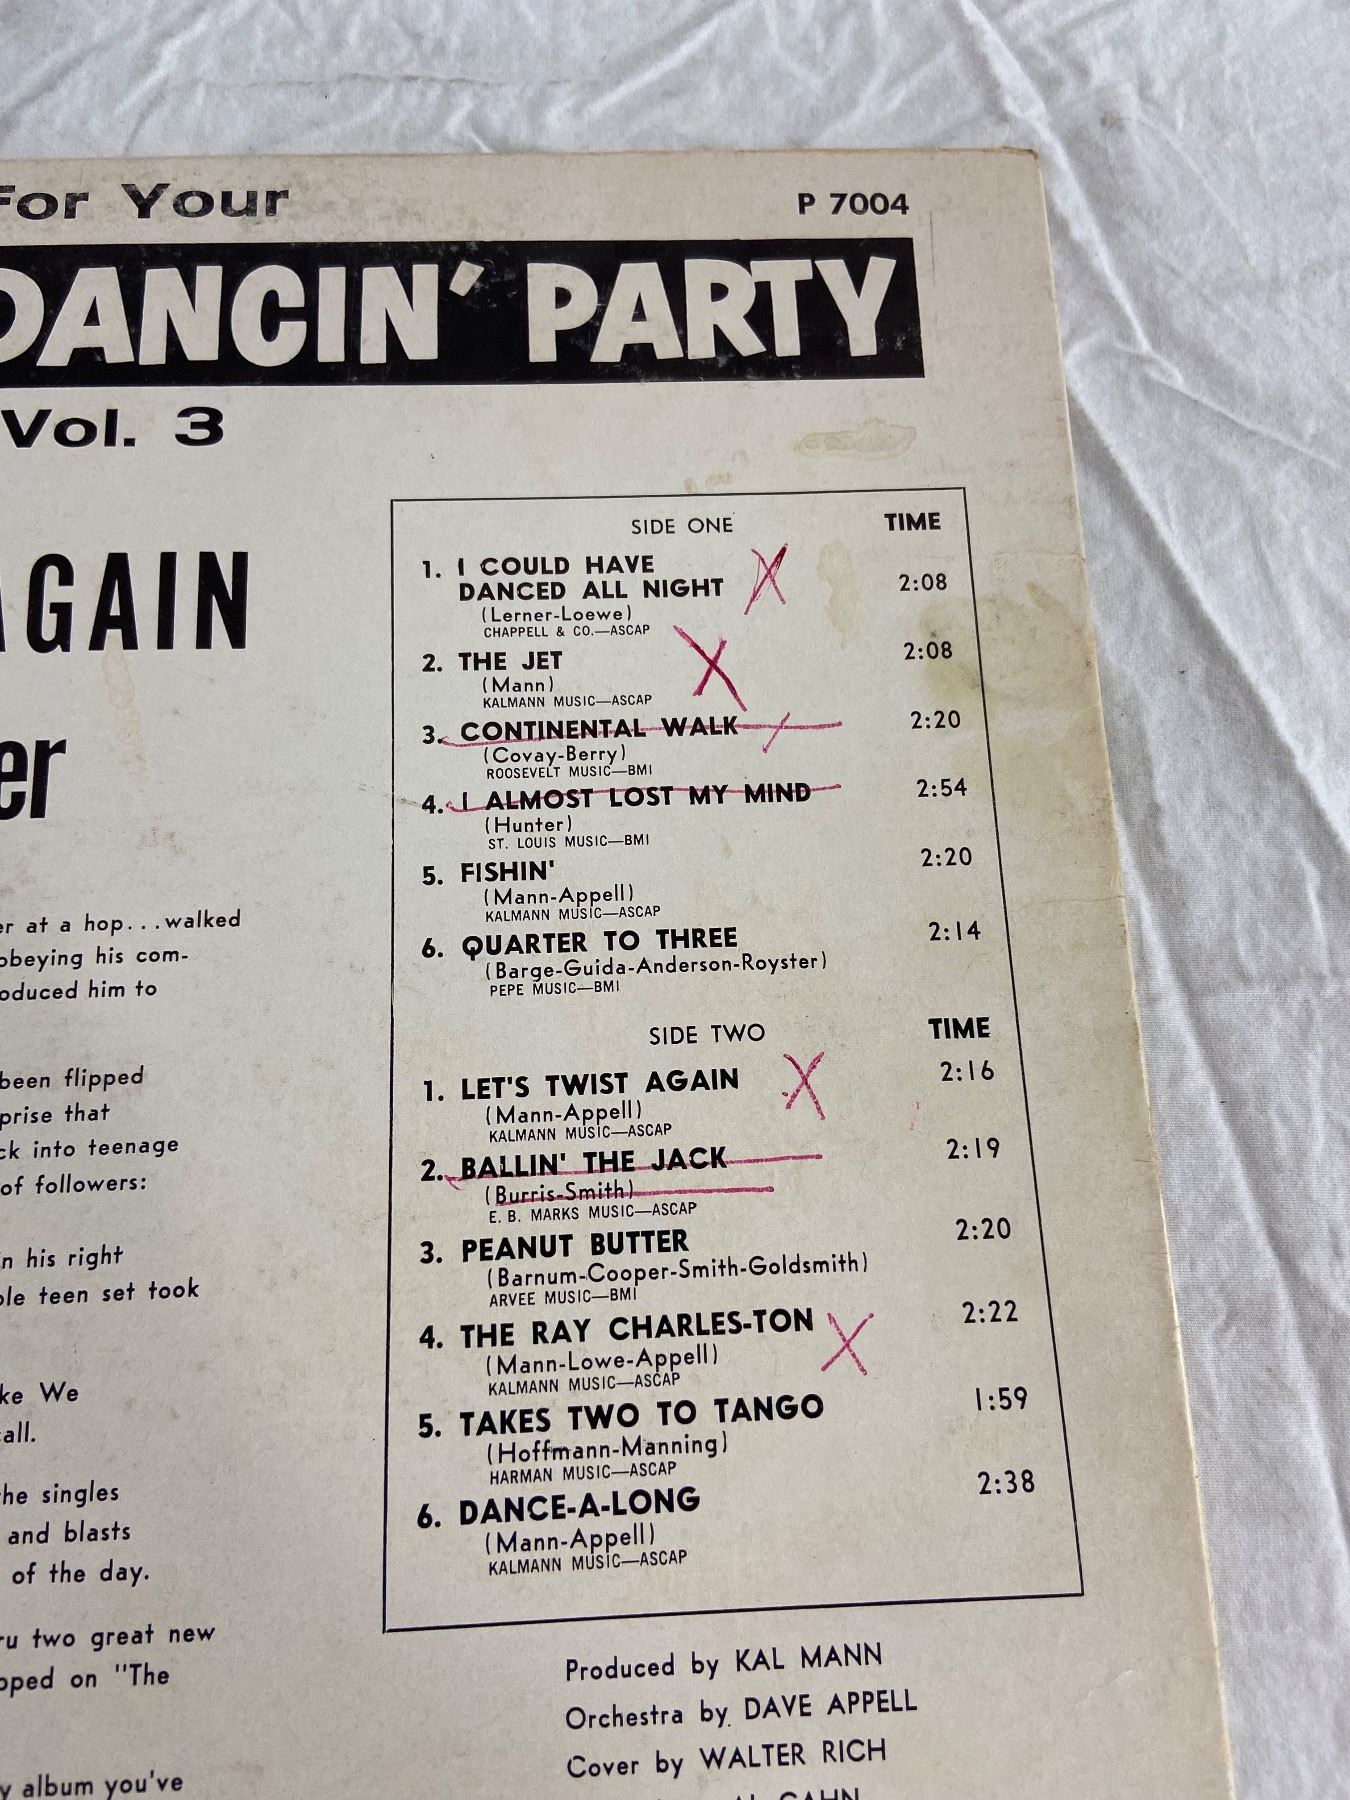 For Your
P 7004
DANCIN' PARTY
Vol. 3
AGAIN
er
er at a hop...walked
obeying his com-
oduced him to
been flipped
prise that
ck into teenage
of followers:
n his right
ble teen set took
ke We
all.
he singles
and blasts
of the day.
ru two great new
pped on "The
y album you've
SIDE ONE TIME
1. I COULD HAVE
DANCED ALL NIGHT 2:08
(Lerner-Loewe)
CHAPPELL & CO.—ASCAP
2. THE JET 2:08
(Mann)
KALMANN MUSIC—ASCAP
3. CONTINENTAL WALK 2:20
(Covay-Berry)
ROOSEVELT MUSIC—BMI
4. I ALMOST LOST MY MIND 2:54
(Hunter)
ST. LOUIS MUSIC—BMI
5. FISHIN' 2:20
(Mann-Appell)
KALMANN MUSIC—ASCAP
6. QUARTER TO THREE 2:14
(Barge-Guida-Anderson-Royster)
PEPE MUSIC—BMI
SIDE TWO TIME
1. LET'S TWIST AGAIN 2:16
(Mann-Appell)
KALMANN MUSIC—ASCAP
2. BALLIN' THE JACK 2:19
(Burris-Smith)
E. B. MARKS MUSIC—ASCAP
3. PEANUT BUTTER 2:20
(Barnum-Cooper-Smith-Goldsmith)
ARVEE MUSIC—BMI
4. THE RAY CHARLES-TON 2:22
(Mann-Lowe-Appell)
KALMANN MUSIC—ASCAP
5. TAKES TWO TO TANGO 1:59
(Hoffmann-Manning)
HARMAN MUSIC—ASCAP
6. DANCE-A-LONG 2:38
(Mann-Appell)
KALMANN MUSIC—ASCAP
Produced by KAL MANN
Orchestra by DAVE APPELL
Cover by WALTER RICH
CAHN